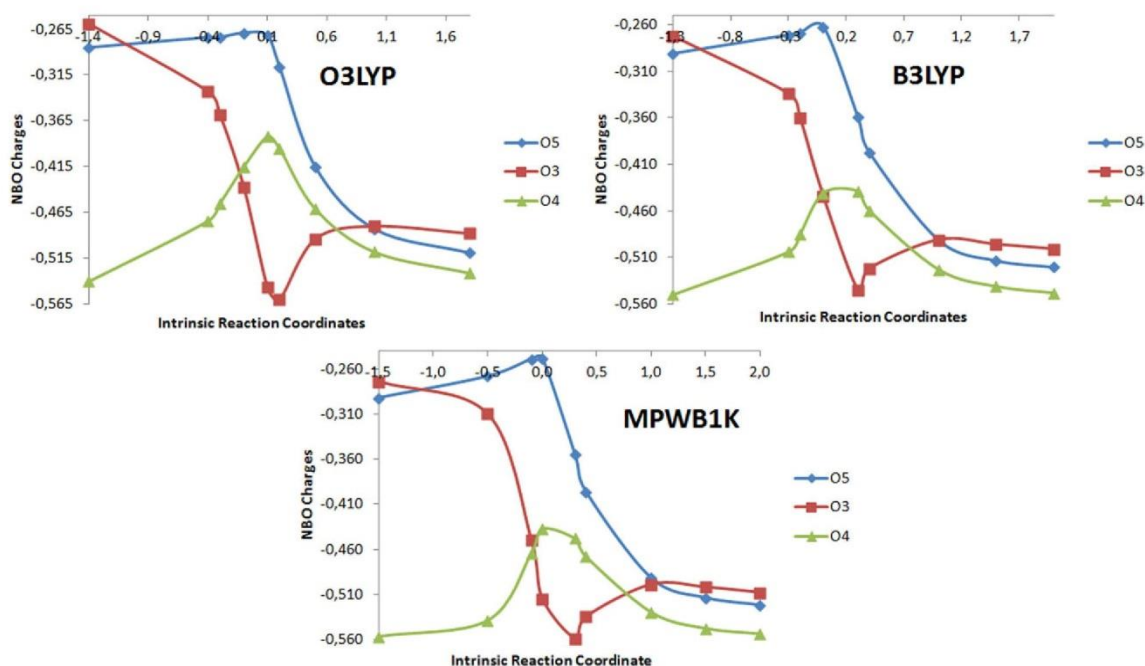 -0,265
-0,315
-0,365
-0,415
-0,465
-0,515
-0,565
-1,4 -0,9 -0,4 0,1 0,6 1,1 1,6
NBO Charges
O3LYP
O5
O3
O4
Intrinsic Reaction Coordinates
-0,260
-0,310
-0,360
-0,410
-0,460
-0,510
-0,560
-1,3 -0,8 -0,3 0,2 0,7 1,2 1,7
NBO Charges
B3LYP
O5
O3
O4
Intrinsic Reaction Coordinates
-0,260
-0,310
-0,360
-0,410
-0,460
-0,510
-0,560
-1,5 -1,0 -0,5 0,0 0,5 1,0 1,5 2,0
NBO Charges
MPWB1K
O5
O3
O4
Intrinsic Reaction Coordinate